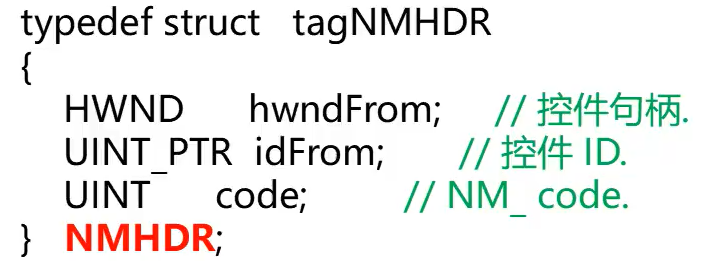 typedef struct tagNMHDR
{
HWND hwndFrom; // 控件句柄.
UINT_PTR idFrom; // 控件 ID.
UINT code; // NM_ code.
} NMHDR;